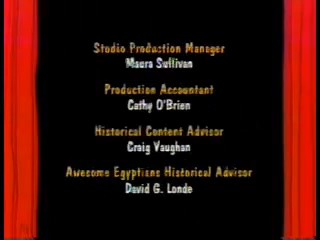 Studio Production Manager
Maura Sullivan
Production Accountant
Cathy O'Brien
Historical Content Advisor
Craig Vaughan
Awesome Egyptians Historical Advisor
David G. Londe